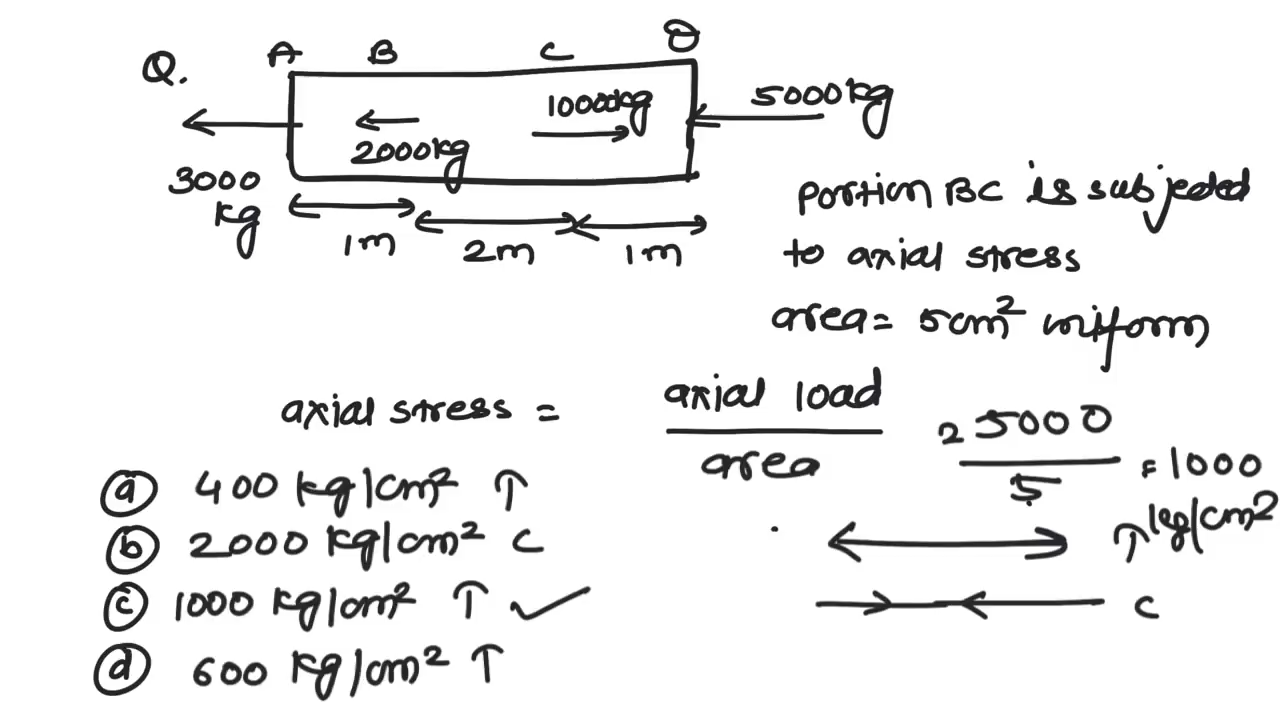 Q.
A B C D
10000kg
5000kg
2000kg
3000
kg
1m 2m 1m
portion BC is subjected
to axial stress
area = 5cm² uniform
axial stress = axial load
area
= 5000
5
= 1000
kg/cm²
T
C
ⓐ 400 kg/cm² T
ⓑ 2000 kg/cm² C
ⓒ 1000 kg/cm² T ✓
ⓓ 600 kg/cm² T